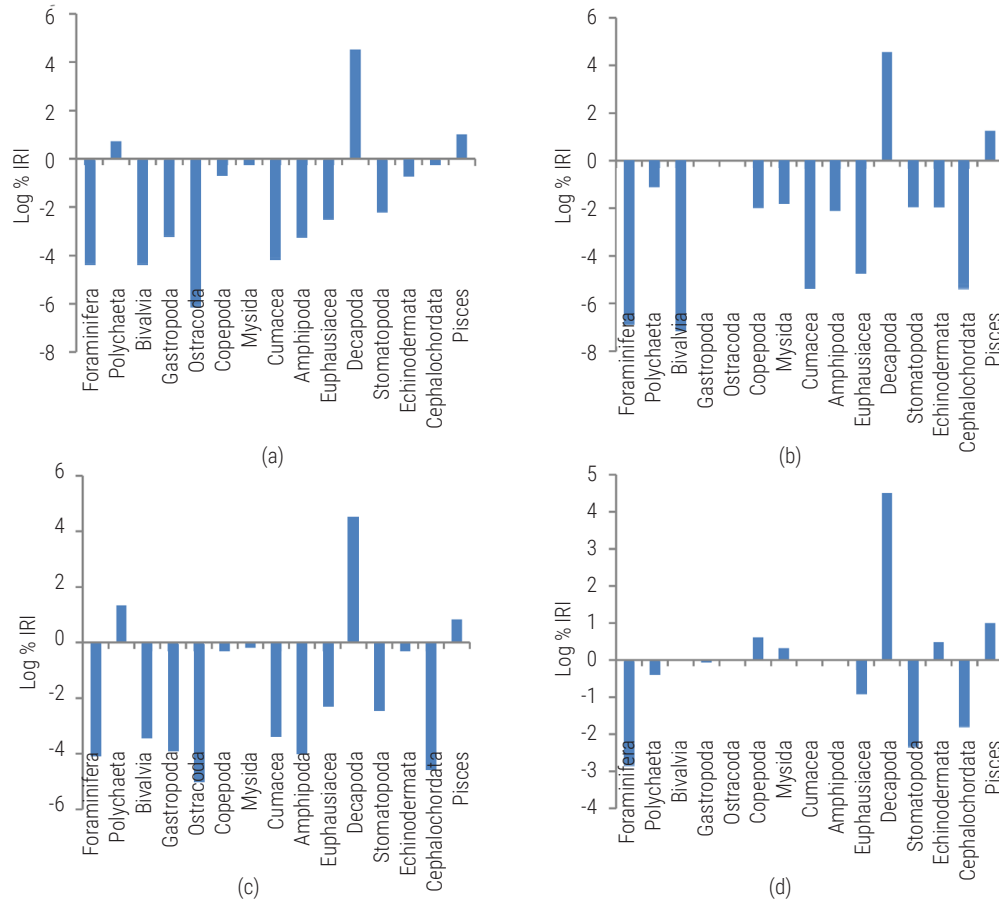 6
4
2
0
-2
-4
-6
-8
Log % IRI
Foraminifera
Polychaeta
Bivalvia
Gastropoda
Ostracoda
Copepoda
Mysida
Cumacea
Amphipoda
Euphausiacea
Decapoda
Stomatopoda
Echinodermata
Cephalochordata
Pisces
(a)
6
4
2
0
-2
-4
-6
-8
Log % IRI
Foraminifera
Polychaeta
Bivalvia
Gastropoda
Ostracoda
Copepoda
Mysida
Cumacea
Amphipoda
Euphausiacea
Decapoda
Stomatopoda
Echinodermata
Cephalochordata
Pisces
(b)
6
4
2
0
-2
-4
-6
Log % IRI
Foraminifera
Polychaeta
Bivalvia
Gastropoda
Ostracoda
Copepoda
Mysida
Cumacea
Amphipoda
Euphausiacea
Decapoda
Stomatopoda
Echinodermata
Cephalochordata
Pisces
(c)
5
4
3
2
1
0
-1
-2
-3
-4
Log % IRI
Foraminifera
Polychaeta
Bivalvia
Gastropoda
Ostracoda
Copepoda
Mysida
Cumacea
Amphipoda
Euphausiacea
Decapoda
Stomatopoda
Echinodermata
Cephalochordata
Pisces
(d)